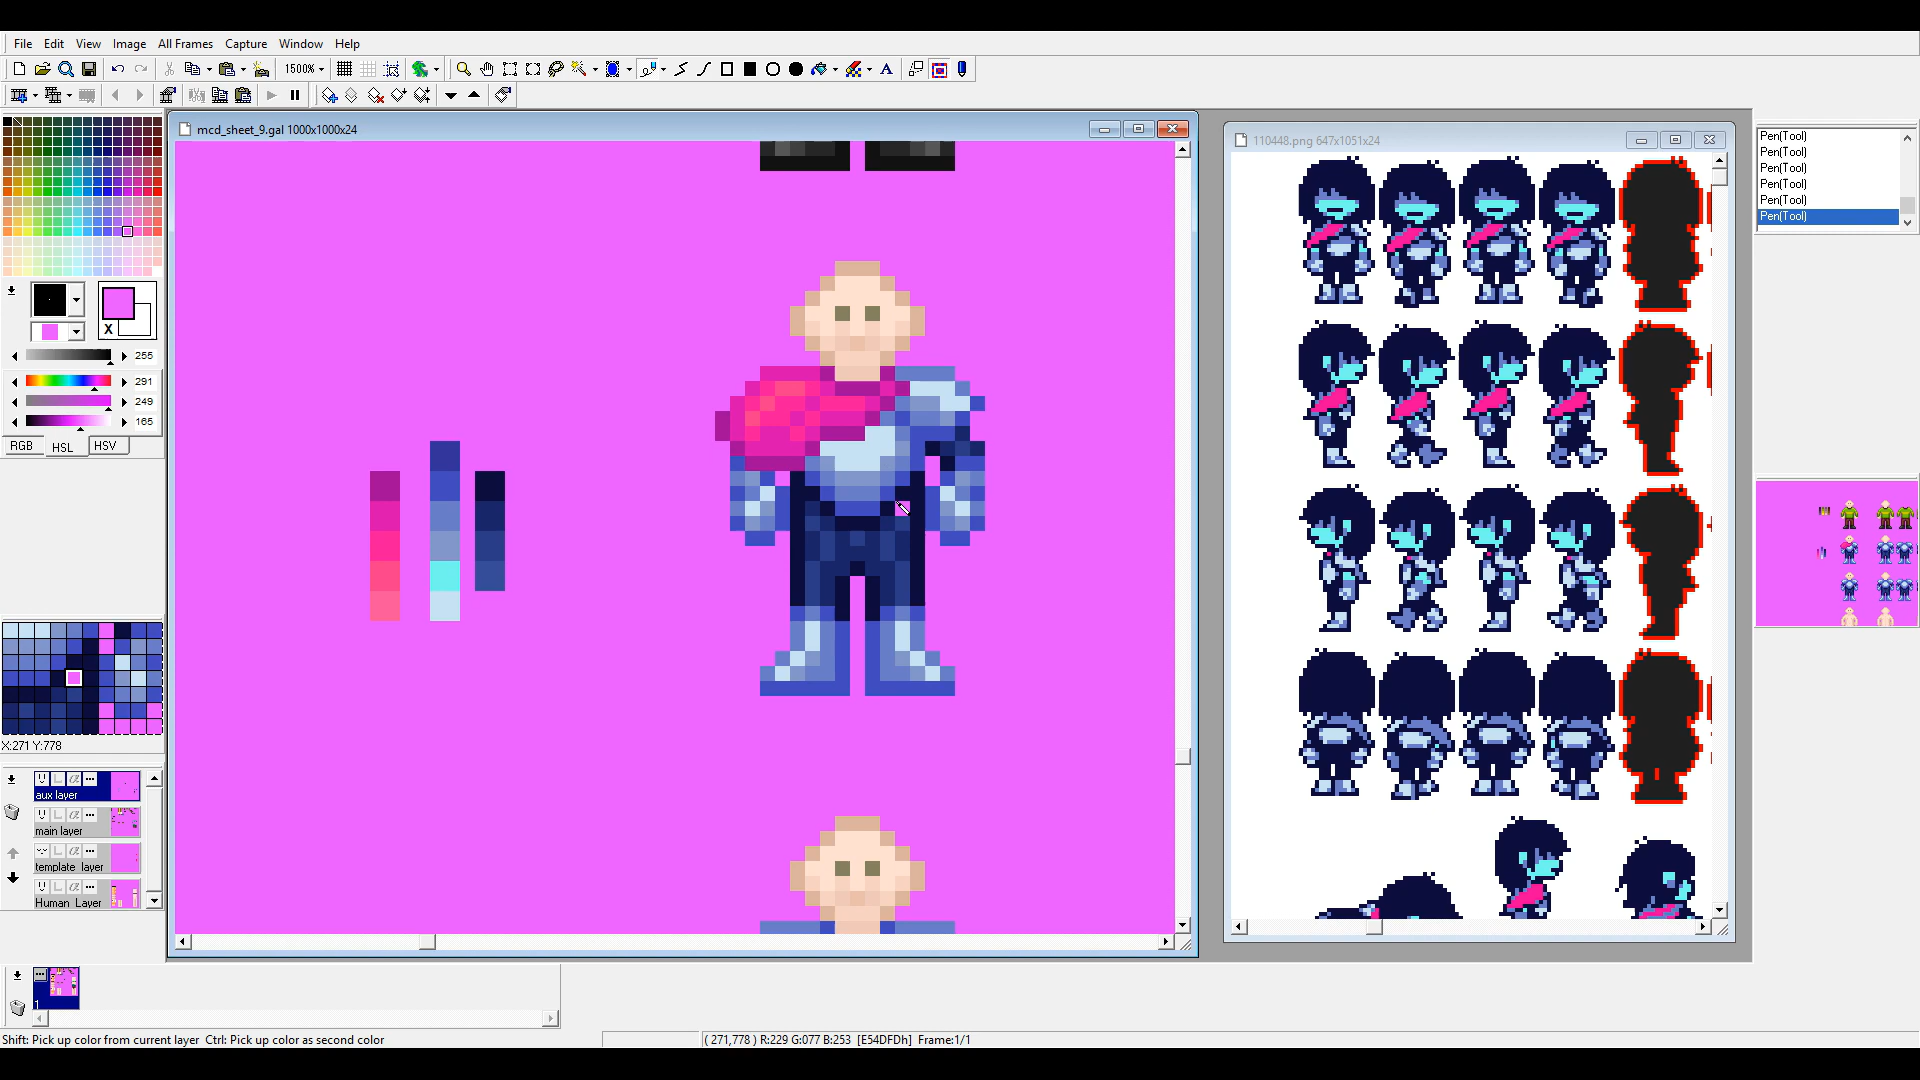 File Edit View Image All Frames Capture Window Help
1500%
A
mcd_sheet_9.gal 1000x1000x24
110448.png 647x1051x24
Pen(Tool)
Pen(Tool)
Pen(Tool)
Pen(Tool)
Pen(Tool)
Pen(Tool)
X
255
291
249
165
RGB HSL HSV
X:271 Y:778
aux layer
main layer
template layer
Human Layer
1
Shift: Pick up color from current layer Ctrl: Pick up color as second color
( 271,778 ) R:229 G:077 B:253 [E54DFDh] Frame:1/1